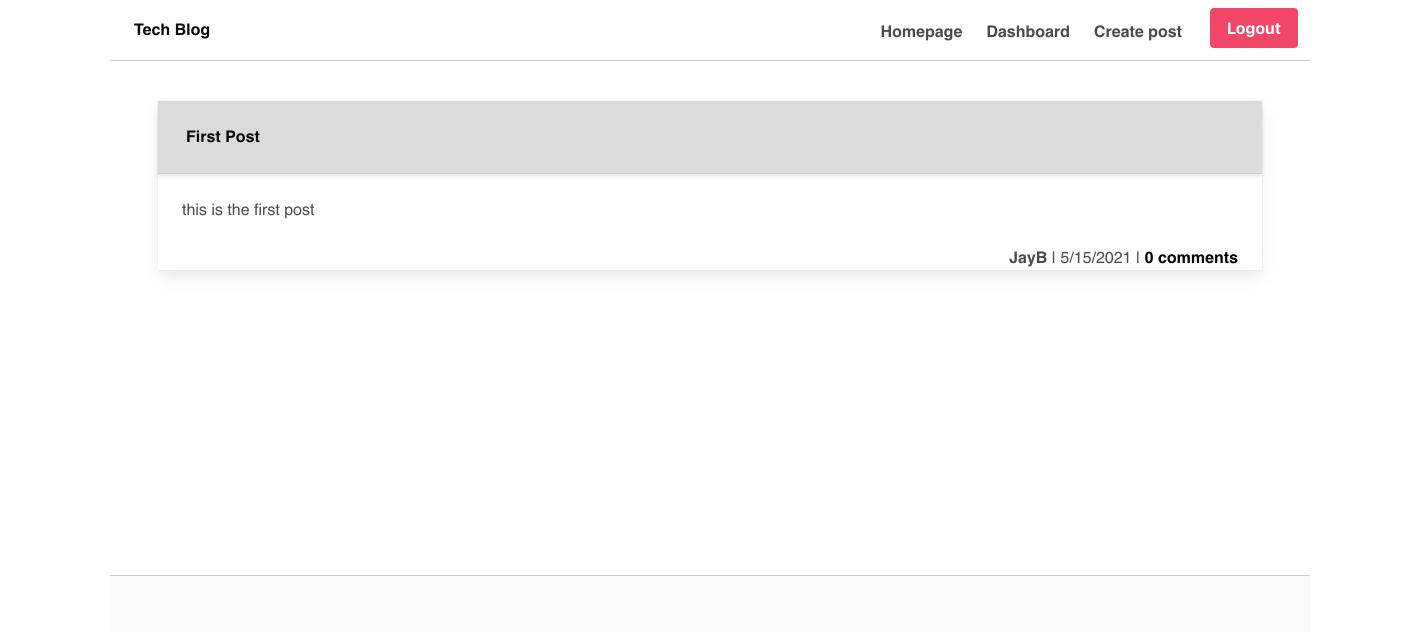 Tech Blog Homepage Dashboard Create post Logout
First Post
this is the first post
JayB | 5/15/2021 | 0 comments